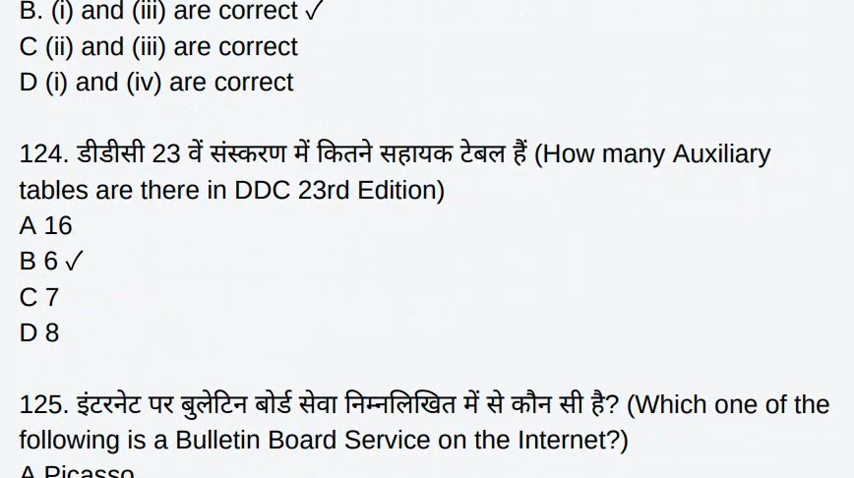 B. (i) and (iii) are correct ✓
C (ii) and (iii) are correct
D (i) and (iv) are correct
124. डीडीसी 23 वें संस्करण में कितने सहायक टेबल हैं (How many Auxiliary
tables are there in DDC 23rd Edition)
A 16
B 6 ✓
C 7
D 8
125. इंटरनेट पर बुलेटिन बोर्ड सेवा निम्नलिखित में से कौन सी है? (Which one of the
following is a Bulletin Board Service on the Internet?)
A Picasso